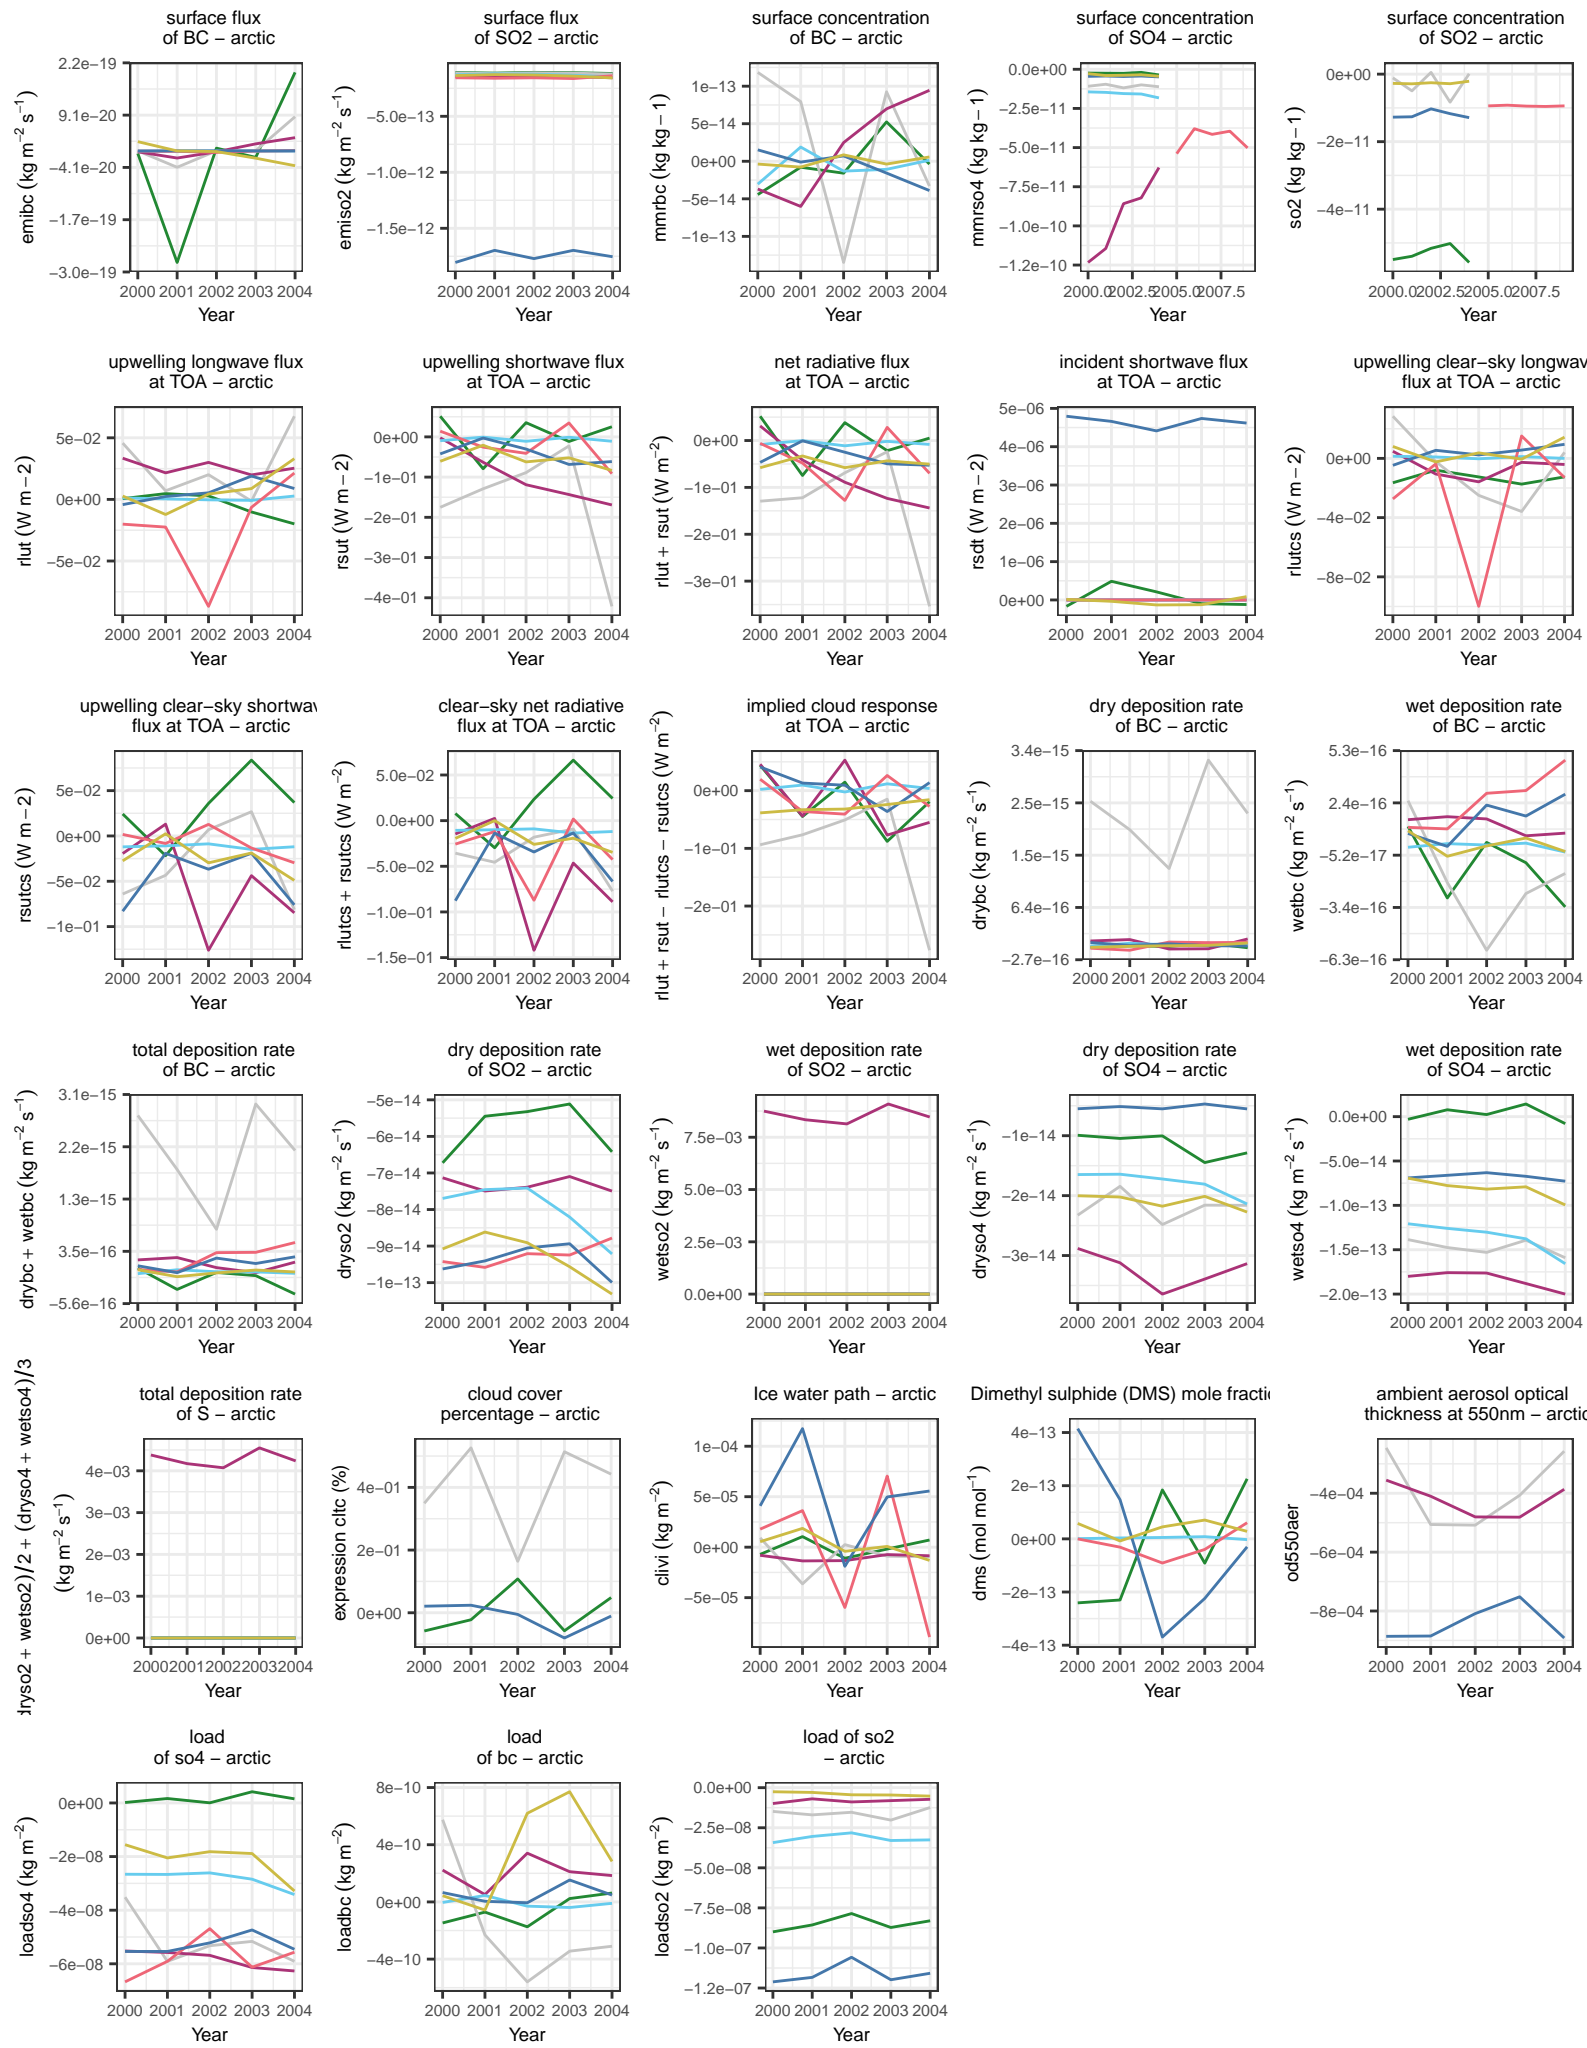 surface flux
of BC − arctic
emibc (kg m−2 s−1)
2.2e−19
9.1e−20
−4.1e−20
−1.7e−19
−3.0e−19
2000 2001 2002 2003 2004
Year
surface flux
of SO2 − arctic
emiso2 (kg m−2 s−1)
−5.0e−13
−1.0e−12
−1.5e−12
2000 2001 2002 2003 2004
Year
surface concentration
of BC − arctic
mmrbc (kg kg − 1)
1e−13
5e−14
0e+00
−5e−14
−1e−13
2000 2001 2002 2003 2004
Year
surface concentration
of SO4 − arctic
mmrso4 (kg kg − 1)
0.0e+00
−2.5e−11
−5.0e−11
−7.5e−11
−1.0e−10
−1.2e−10
2000.0 2002.5 2005.0 2007.5
Year
surface concentration
of SO2 − arctic
so2 (kg kg − 1)
0e+00
−2e−11
−4e−11
2000.0 2002.5 2005.0 2007.5
Year
upwelling longwave flux
at TOA − arctic
rlut (W m − 2)
5e−02
0e+00
−5e−02
2000 2001 2002 2003 2004
Year
upwelling shortwave flux
at TOA − arctic
rsut (W m − 2)
0e+00
−1e−01
−2e−01
−3e−01
−4e−01
2000 2001 2002 2003 2004
Year
net radiative flux
at TOA − arctic
rlut + rsut (W m−2)
0e+00
−1e−01
−2e−01
−3e−01
2000 2001 2002 2003 2004
Year
incident shortwave flux
at TOA − arctic
rsdt (W m − 2)
5e−06
4e−06
3e−06
2e−06
1e−06
0e+00
2000 2001 2002 2003 2004
Year
upwelling clear−sky longwave
flux at TOA − arctic
rlutcs (W m − 2)
0e+00
−4e−02
−8e−02
2000 2001 2002 2003 2004
Year
upwelling clear−sky shortwav
flux at TOA − arctic
rsutcs (W m − 2)
5e−02
0e+00
−5e−02
−1e−01
2000 2001 2002 2003 2004
Year
clear−sky net radiative
flux at TOA − arctic
rlutcs + rsutcs (W m−2)
5.0e−02
0.0e+00
−5.0e−02
−1.0e−01
−1.5e−01
2000 2001 2002 2003 2004
Year
implied cloud response
at TOA − arctic
rlut + rsut − rlutcs − rsutcs (W m−2)
0e+00
−1e−01
−2e−01
2000 2001 2002 2003 2004
Year
dry deposition rate
of BC − arctic
drybc (kg m−2 s−1)
3.4e−15
2.5e−15
1.5e−15
6.4e−16
−2.7e−16
2000 2001 2002 2003 2004
Year
wet deposition rate
of BC − arctic
wetbc (kg m−2 s−1)
5.3e−16
2.4e−16
−5.2e−17
−3.4e−16
−6.3e−16
2000 2001 2002 2003 2004
Year
total deposition rate
of BC − arctic
drybc + wetbc (kg m−2 s−1)
3.1e−15
2.2e−15
1.3e−15
3.5e−16
−5.6e−16
2000 2001 2002 2003 2004
Year
dry deposition rate
of SO2 − arctic
dryso2 (kg m−2 s−1)
−5e−14
−6e−14
−7e−14
−8e−14
−9e−14
−1e−13
2000 2001 2002 2003 2004
Year
wet deposition rate
of SO2 − arctic
wetso2 (kg m−2 s−1)
7.5e−03
5.0e−03
2.5e−03
0.0e+00
2000 2001 2002 2003 2004
Year
dry deposition rate
of SO4 − arctic
dryso4 (kg m−2 s−1)
−1e−14
−2e−14
−3e−14
2000 2001 2002 2003 2004
Year
wet deposition rate
of SO4 − arctic
wetso4 (kg m−2 s−1)
0.0e+00
−5.0e−14
−1.0e−13
−1.5e−13
−2.0e−13
2000 2001 2002 2003 2004
Year
total deposition rate
of S − arctic
dryso2 + wetso2)/2 + (dryso4 + wetso4)/3
(kg m−2 s−1)
4e−03
3e−03
2e−03
1e−03
0e+00
2000 2001 2002 2003 2004
Year
cloud cover
percentage − arctic
expression cltc (%)
4e−01
2e−01
0e+00
2000 2001 2002 2003 2004
Year
Ice water path − arctic
clivi (kg m−2)
1e−04
5e−05
0e+00
−5e−05
2000 2001 2002 2003 2004
Year
Dimethyl sulphide (DMS) mole fracti
dms (mol mol−1)
4e−13
2e−13
0e+00
−2e−13
−4e−13
2000 2001 2002 2003 2004
Year
ambient aerosol optical
thickness at 550nm − arctic
od550aer
−4e−04
−6e−04
−8e−04
2000 2001 2002 2003 2004
Year
load
of so4 − arctic
loadso4 (kg m−2)
0e+00
−2e−08
−4e−08
−6e−08
2000 2001 2002 2003 2004
Year
load
of bc − arctic
loadbc (kg m−2)
8e−10
4e−10
0e+00
−4e−10
2000 2001 2002 2003 2004
Year
load of so2
− arctic
loadso2 (kg m−2)
0.0e+00
−2.5e−08
−5.0e−08
−7.5e−08
−1.0e−07
−1.2e−07
2000 2001 2002 2003 2004
Year